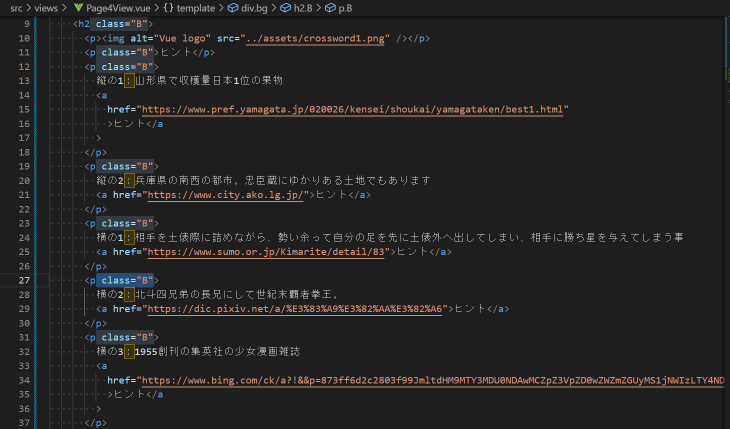 src > views > Page4View.vue > {} template > div.bg > h2.B > p.B
9 <h2 class="B">
10 <p><img alt="Vue logo" src="../assets/crossword1.png" /></p>
11 <p class="B">ヒント</p>
12 <p class="B">
13 縦の1：山形県で収穫量日本1位の果物
14 <a
15 href="https://www.pref.yamagata.jp/020026/kensei/shoukai/yamagataken/best1.html"
16 >ヒント</a
17 >
18 </p>
19 <p class="B">
20 縦の2：兵庫県の南西の都市。忠臣蔵にゆかりある土地でもあります
21 <a href="https://www.city.ako.lg.jp/">ヒント</a>
22 </p>
23 <p class="B">
24 横の1：相手を土俵際に詰めながら、勢い余って自分の足を先に土俵外へ出してしまい、相手に勝ち星を与えてしまう事
25 <a href="https://www.sumo.or.jp/Kimarite/detail/83">ヒント</a>
26 </p>
27 <p class="B">
28 横の2：北斗四兄弟の長兄にして世紀末覇者拳王。
29 <a href="https://dic.pixiv.net/a/%E3%83%A9%E3%82%AA%E3%82%A6">ヒント</a>
30 </p>
31 <p class="B">
32 横の3：1955創刊の集英社の少女漫画雑誌
33 <a
34 href="https://www.bing.com/ck/a?!&&p=873ff6d2c2803f99JmltdHM9MTY3MDU0NDAwMCZpZ3VpZD0wZWZmZGUyMS1jNWIzLTY4ND
35 >ヒント</a
36 >
37 </p>